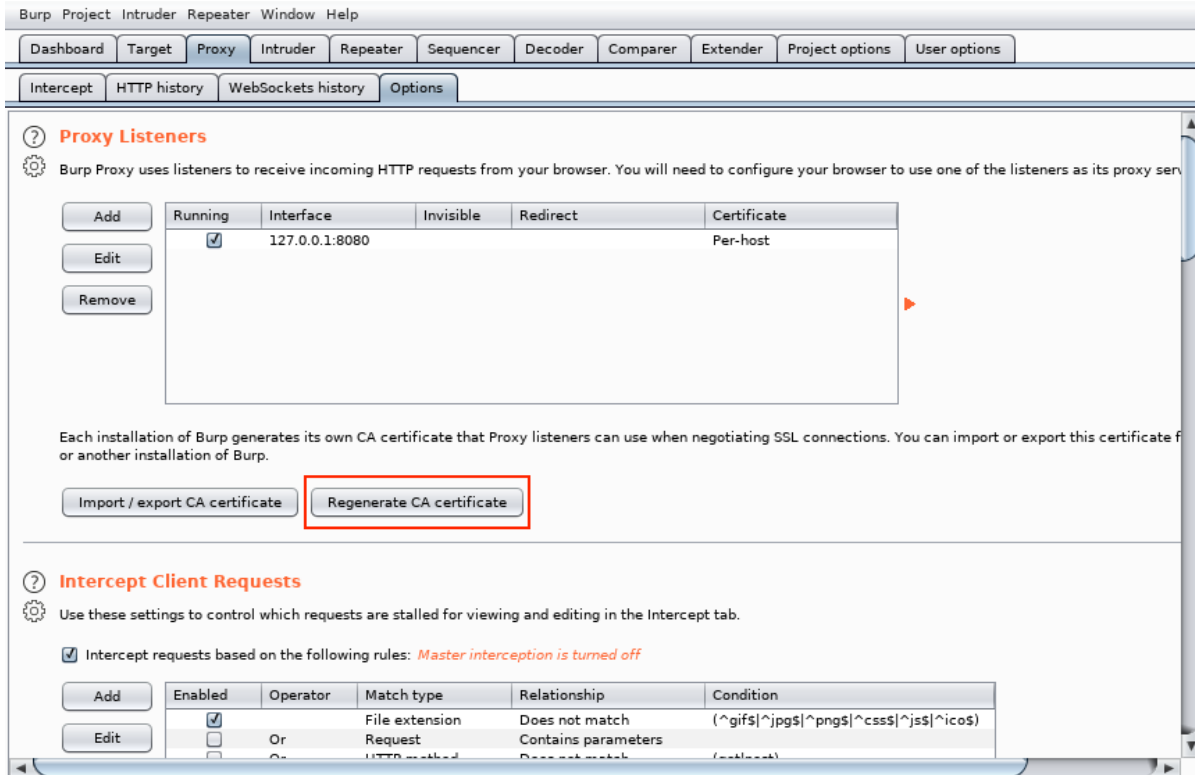 Burp Project Intruder Repeater Window Help
Dashboard Target Proxy Intruder Repeater Sequencer Decoder Comparer Extender Project options User options
Intercept HTTP history WebSockets history Options
? Proxy Listeners
Burp Proxy uses listeners to receive incoming HTTP requests from your browser. You will need to configure your browser to use one of the listeners as its proxy serv
Add Running Interface Invisible Redirect Certificate
127.0.0.1:8080 Per-host
Edit
Remove
Each installation of Burp generates its own CA certificate that Proxy listeners can use when negotiating SSL connections. You can import or export this certificate f
or another installation of Burp.
Import / export CA certificate Regenerate CA certificate
? Intercept Client Requests
Use these settings to control which requests are stalled for viewing and editing in the Intercept tab.
Intercept requests based on the following rules: Master interception is turned off
Add Enabled Operator Match type Relationship Condition
File extension Does not match (^gif$|^jpg$|^png$|^css$|^js$|^ico$)
Edit Or Request Contains parameters
Or HTTP method Does not match (get|post)